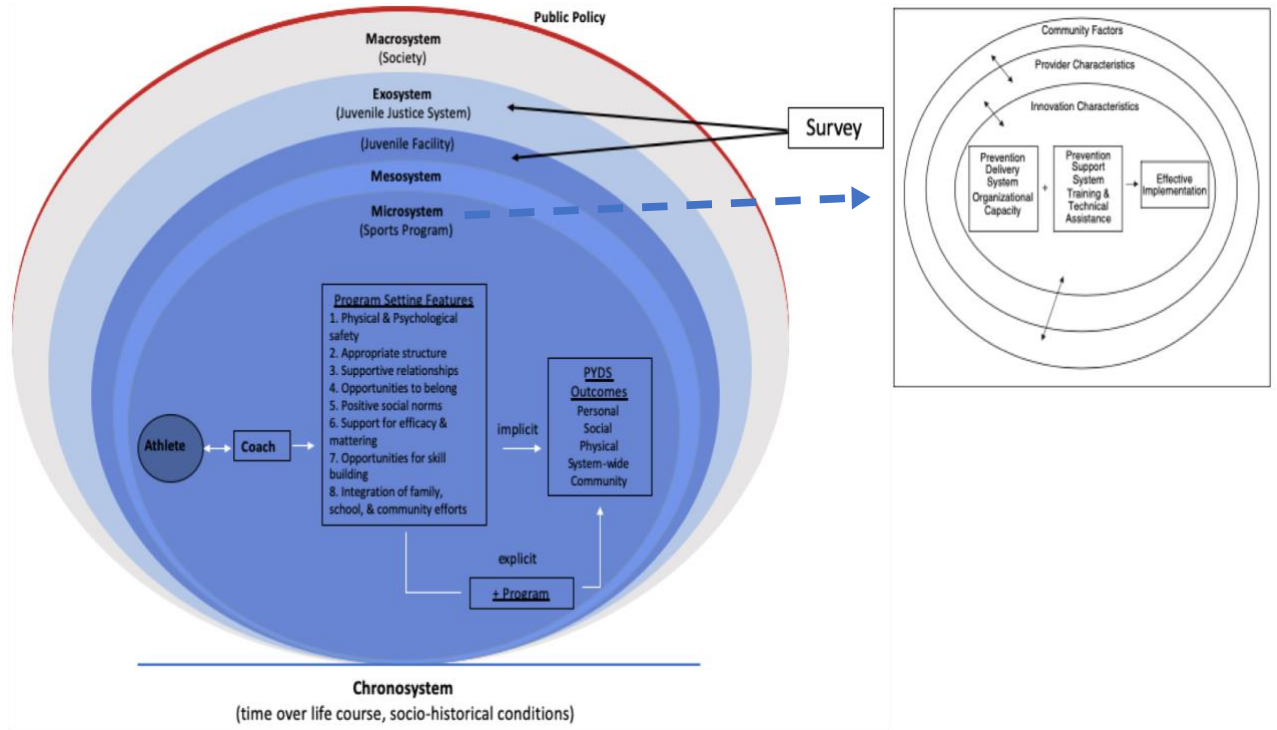 Public Policy
Macrosystem
(Society)
Exosystem
(Juvenile Justice System)
(Juvenile Facility)
Mesosystem
Microsystem
(Sports Program)
Survey
Program Setting Features
1. Physical & Psychological
safety
2. Appropriate structure
3. Supportive relationships
4. Opportunities to belong
5. Positive social norms
6. Support for efficacy &
mattering
7. Opportunities for skill
building
8. Integration of family,
school, & community efforts
Athlete
Coach
implicit
PYDS
Outcomes
Personal
Social
Physical
System-wide
Community
explicit
+ Program
Chronosystem
(time over life course, socio-historical conditions)
Community Factors
Provider Characteristics
Innovation Characteristics
Prevention
Delivery
System
Organizational
Capacity
+
Prevention
Support
System
Training &
Technical
Assistance
Effective
Implementation